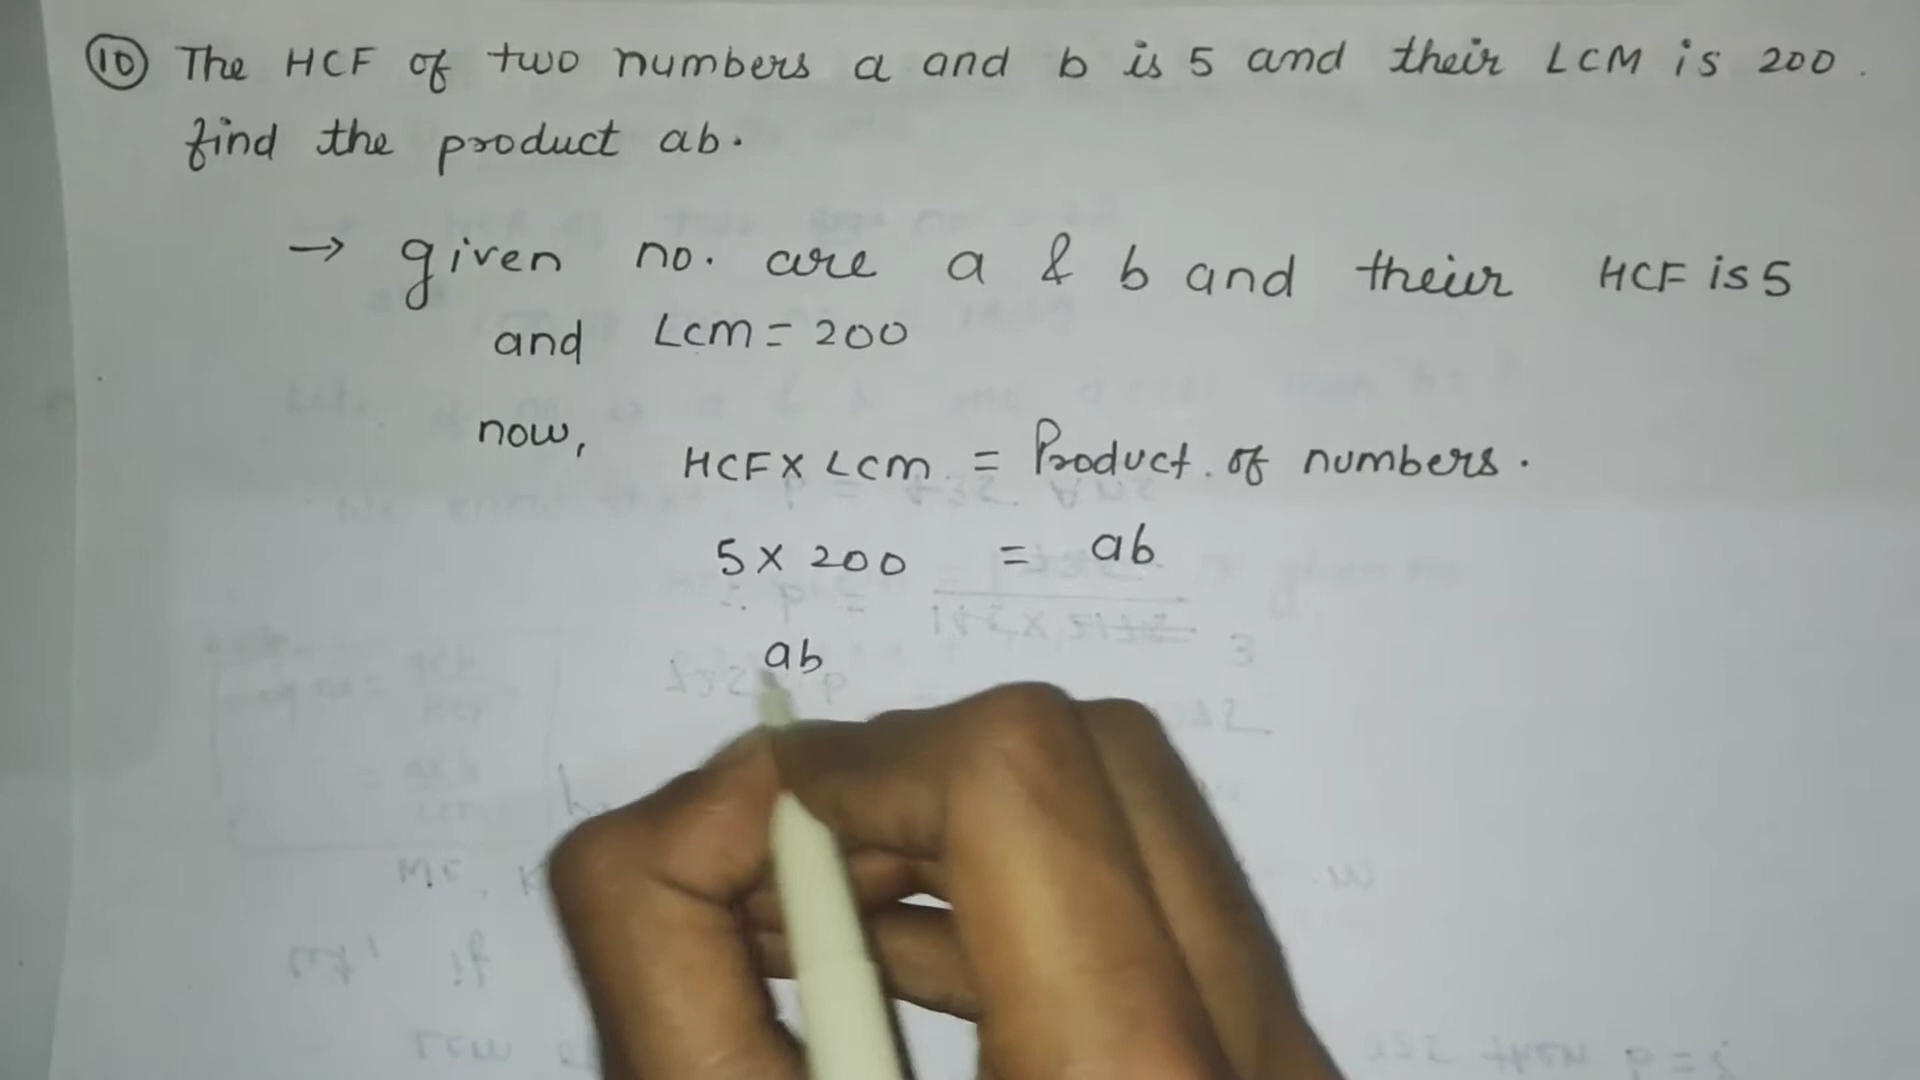 10 The HCF of two numbers a and b is 5 and their LCM is 200.
find the product ab.
→ given no. are a & b and their HCF is 5
and LCM = 200
now,
HCF X LCM = Product of numbers.
5 X 200 = ab
ab